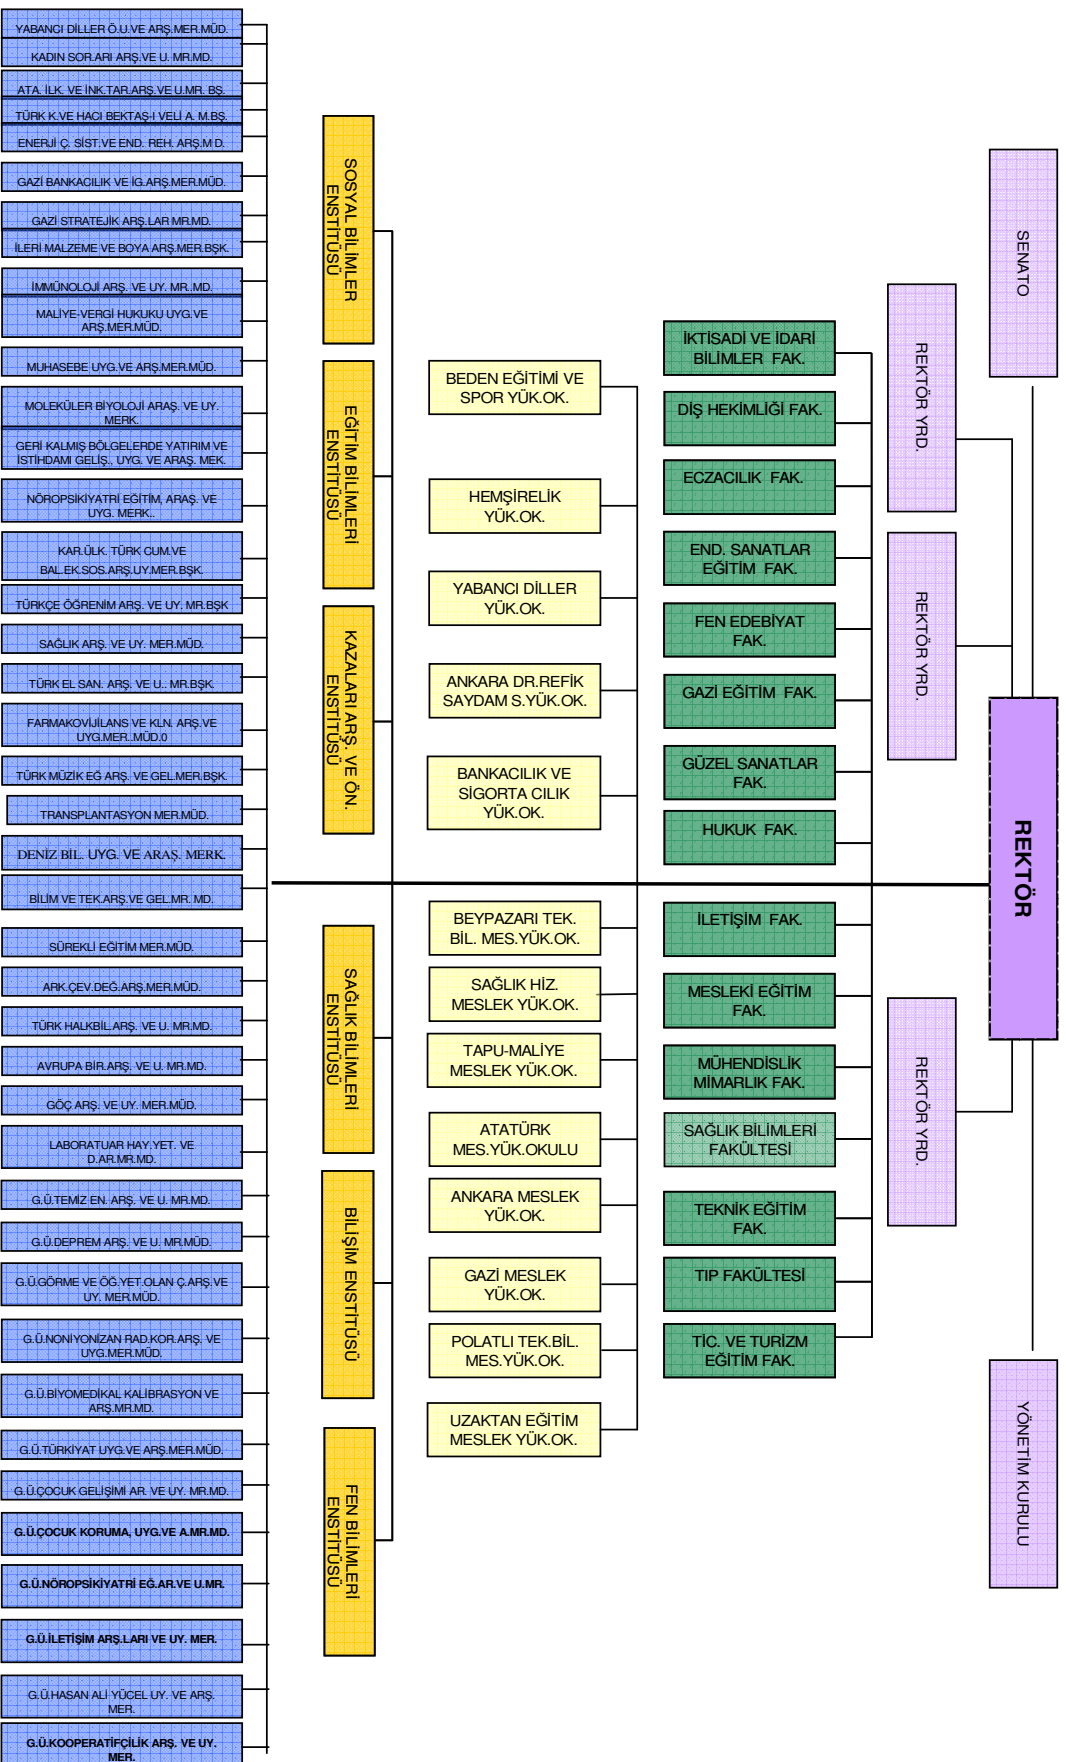 YABANCI DİLLER Ö.U.VE ARŞ.MER.MÜD.
KADIN SOR.ARI ARŞ.VE U. MR.MD.
ATA. İLK. VE İNK.TAR.ARŞ.VE U.MR. BŞ.
TÜRK K.VE HACI BEKTAŞ-I VELİ A. M.BŞ.
ENERJİ Ç. SİST.VE END. REH. ARŞ.M D.
GAZİ BANKACILIK VE İG.ARŞ.MER.MÜD.
GAZİ STRATEJİK ARŞ.LAR MR.MD.
İLERİ MALZEME VE BOYA ARŞ.MER.BŞK.
İMMÜNOLOJİ ARŞ. VE UY. MR..MD.
MALİYE-VERGİ HUKUKU UYG.VE
ARŞ.MER.MÜD.
MUHASEBE UYG.VE ARŞ.MER.MÜD.
MOLEKÜLER BİYOLOJİ ARAŞ. VE UY.
MERK.
GERİ KALMIŞ BÖLGELERDE YATIRIM VE
İSTİHDAMI GELİŞ., UYG. VE ARAŞ. MEK.
NÖROPSİKİYATRİ EĞİTİM, ARAŞ. VE
UYG. MERK..
KAR.ÜLK. TÜRK CUM.VE
BAL.EK.SOS.ARŞ.UY.MER.BŞK.
TÜRKÇE ÖĞRENİM ARŞ. VE UY. MR.BŞK
SAĞLIK ARŞ. VE UY. MER.MÜD.
TÜRK EL SAN. ARŞ. VE U.. MR.BŞK.
FARMAKOVİJİLANS VE KLN. ARŞ.VE
UYG.MER..MÜD.0
TÜRK MÜZİK EĞ ARŞ. VE GEL.MER.BŞK.
TRANSPLANTASYON MER.MÜD.
DENİZ BİL. UYG. VE ARAŞ. MERK.
BİLİM VE TEK.ARŞ.VE GEL.MR. MD.
SÜREKLİ EĞİTİM MER.MÜD.
ARK.ÇEV.DEĞ.ARŞ.MER.MÜD.
TÜRK HALKBİL.ARŞ. VE U. MR.MD.
AVRUPA BİR.ARŞ. VE U. MR.MD.
GÖÇ ARŞ. VE UY. MER.MÜD.
LABORATUAR HAY.YET. VE
D.AR.MR.MD.
G.Ü.TEMİZ EN. ARŞ. VE U. MR.MD.
G.Ü.DEPREM ARŞ. VE U. MR.MÜD.
G.Ü.GÖRME VE ÖĞ.YET.OLAN Ç.ARŞ.VE
UY. MER.MÜD.
G.Ü.NONİYONİZAN RAD.KOR.ARŞ. VE
UYG.MER.MÜD.
G.Ü.BİYOMEDİKAL KALİBRASYON VE
ARŞ.MR.MD.
G.Ü.TÜRKİYAT UYG.VE ARŞ.MER.MÜD.
G.Ü.ÇOCUK GELİŞİMİ AR. VE UY. MR.MD.
G.Ü.ÇOCUK KORUMA, UYG.VE A.MR.MD.
G.Ü.NÖROPSİKİYATRİ EĞ.AR.VE U.MR.
G.Ü.İLETİŞİM ARŞ.LARI VE UY. MER.
G.Ü.HASAN ALİ YÜCEL UY. VE ARŞ.
MER.
G.Ü.KOOPERATİFÇİLİK ARŞ. VE UY.
MER.
SOSYAL BİLİMLER
ENSTİTÜSÜ
EĞİTİM BİLİMLERİ
ENSTİTÜSÜ
KAZALARI ARŞ. VE ÖN.
ENSTİTÜSÜ
SAĞLIK BİLİMLERİ
ENSTİTÜSÜ
BİLİŞİM ENSTİTÜSÜ
FEN BİLİMLERİ
ENSTİTÜSÜ
BEDEN EĞİTİMİ VE
SPOR YÜK.OK.
HEMŞİRELİK
YÜK.OK.
YABANCI DİLLER
YÜK.OK.
ANKARA DR.REFİK
SAYDAM S.YÜK.OK.
BANKACILIK VE
SİGORTA CILIK
YÜK.OK.
BEYPAZARI TEK.
BİL. MES.YÜK.OK.
SAĞLIK HİZ.
MESLEK YÜK.OK.
TAPU-MALİYE
MESLEK YÜK.OK.
ATATÜRK
MES.YÜK.OKULU
ANKARA MESLEK
YÜK.OK.
GAZİ MESLEK
YÜK.OK.
POLATLI TEK.BİL.
MES.YÜK.OK.
UZAKTAN EĞİTİM
MESLEK YÜK.OK.
İKTİSADİ VE İDARİ
BİLİMLER FAK.
DİŞ HEKİMLİĞİ FAK.
ECZACILIK FAK.
END. SANATLAR
EĞİTİM FAK.
FEN EDEBİYAT
FAK.
GAZİ EĞİTİM FAK.
GÜZEL SANATLAR
FAK.
HUKUK FAK.
İLETİŞİM FAK.
MESLEKİ EĞİTİM
FAK.
MÜHENDİSLİK
MİMARLIK FAK.
SAĞLIK BİLİMLERİ
FAKÜLTESİ
TEKNİK EĞİTİM
FAK.
TIP FAKÜLTESİ
TİC. VE TURİZM
EĞİTİM FAK.
REKTÖR YRD.
REKTÖR YRD.
REKTÖR YRD.
SENATO
REKTÖR
YÖNETİM KURULU